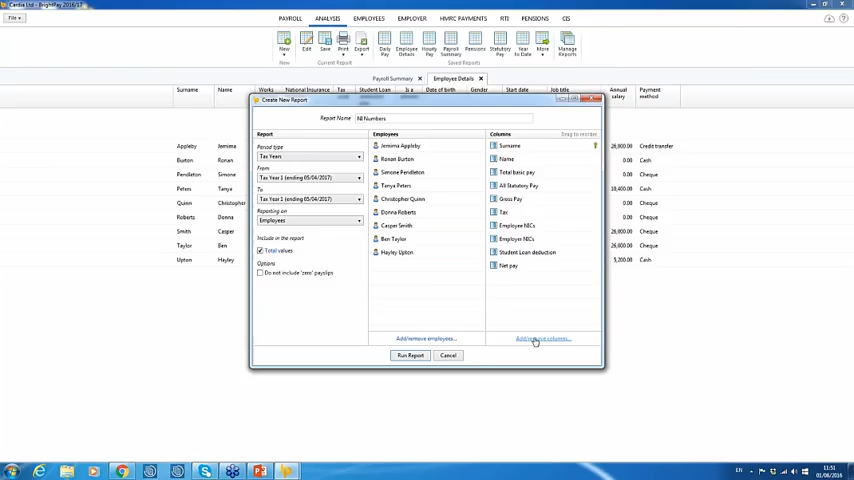 Cardia Ltd - BrightPay 2016/17
File
PAYROLL ANALYSIS EMPLOYEES EMPLOYER HMRC PAYMENTS RTI PENSIONS CIS
New Edit Save Print Export Daily Pay Employee Details Hourly Pay Payroll Summary Pensions Statutory Pay Year to Date More Manage Reports
New Current Report Saved Reports
Payroll Summary Employee Details
Surname Name Works National Insurance Tax Student Loan Is a Date of birth Gender Start date Job title Annual salary Payment method
Appleby Jemima 26,000.00 Credit transfer
Burton Ronan 0.00 Cash
Pendleton Simone 0.00 Cheque
Peters Tanya 10,400.00 Cheque
Quinn Christopher 0.00 Cash
Roberts Donna 0.00 Cheque
Smith Casper 26,000.00 Cheque
Taylor Ben 0.00 Cheque
Upton Hayley 5,200.00 Cash
Create New Report
Report Name NI Numbers
Report
Period type
Tax Years
From
Tax Year 1 (ending 05/04/2017)
To
Tax Year 1 (ending 05/04/2017)
Reporting on
Employees
Include in the report
Total values
Options
Do not include 'zero' payslips
Employees
Jemima Appleby
Ronan Burton
Simone Pendleton
Tanya Peters
Christopher Quinn
Donna Roberts
Casper Smith
Ben Taylor
Hayley Upton
Add/remove employees...
Columns Drag to reorder
Surname
Name
Total basic pay
All Statutory Pay
Gross Pay
Tax
Employee NICs
Employer NICs
Student Loan deduction
Net pay
Add/remove columns...
Run Report Cancel
EN
11:51
01/06/2016